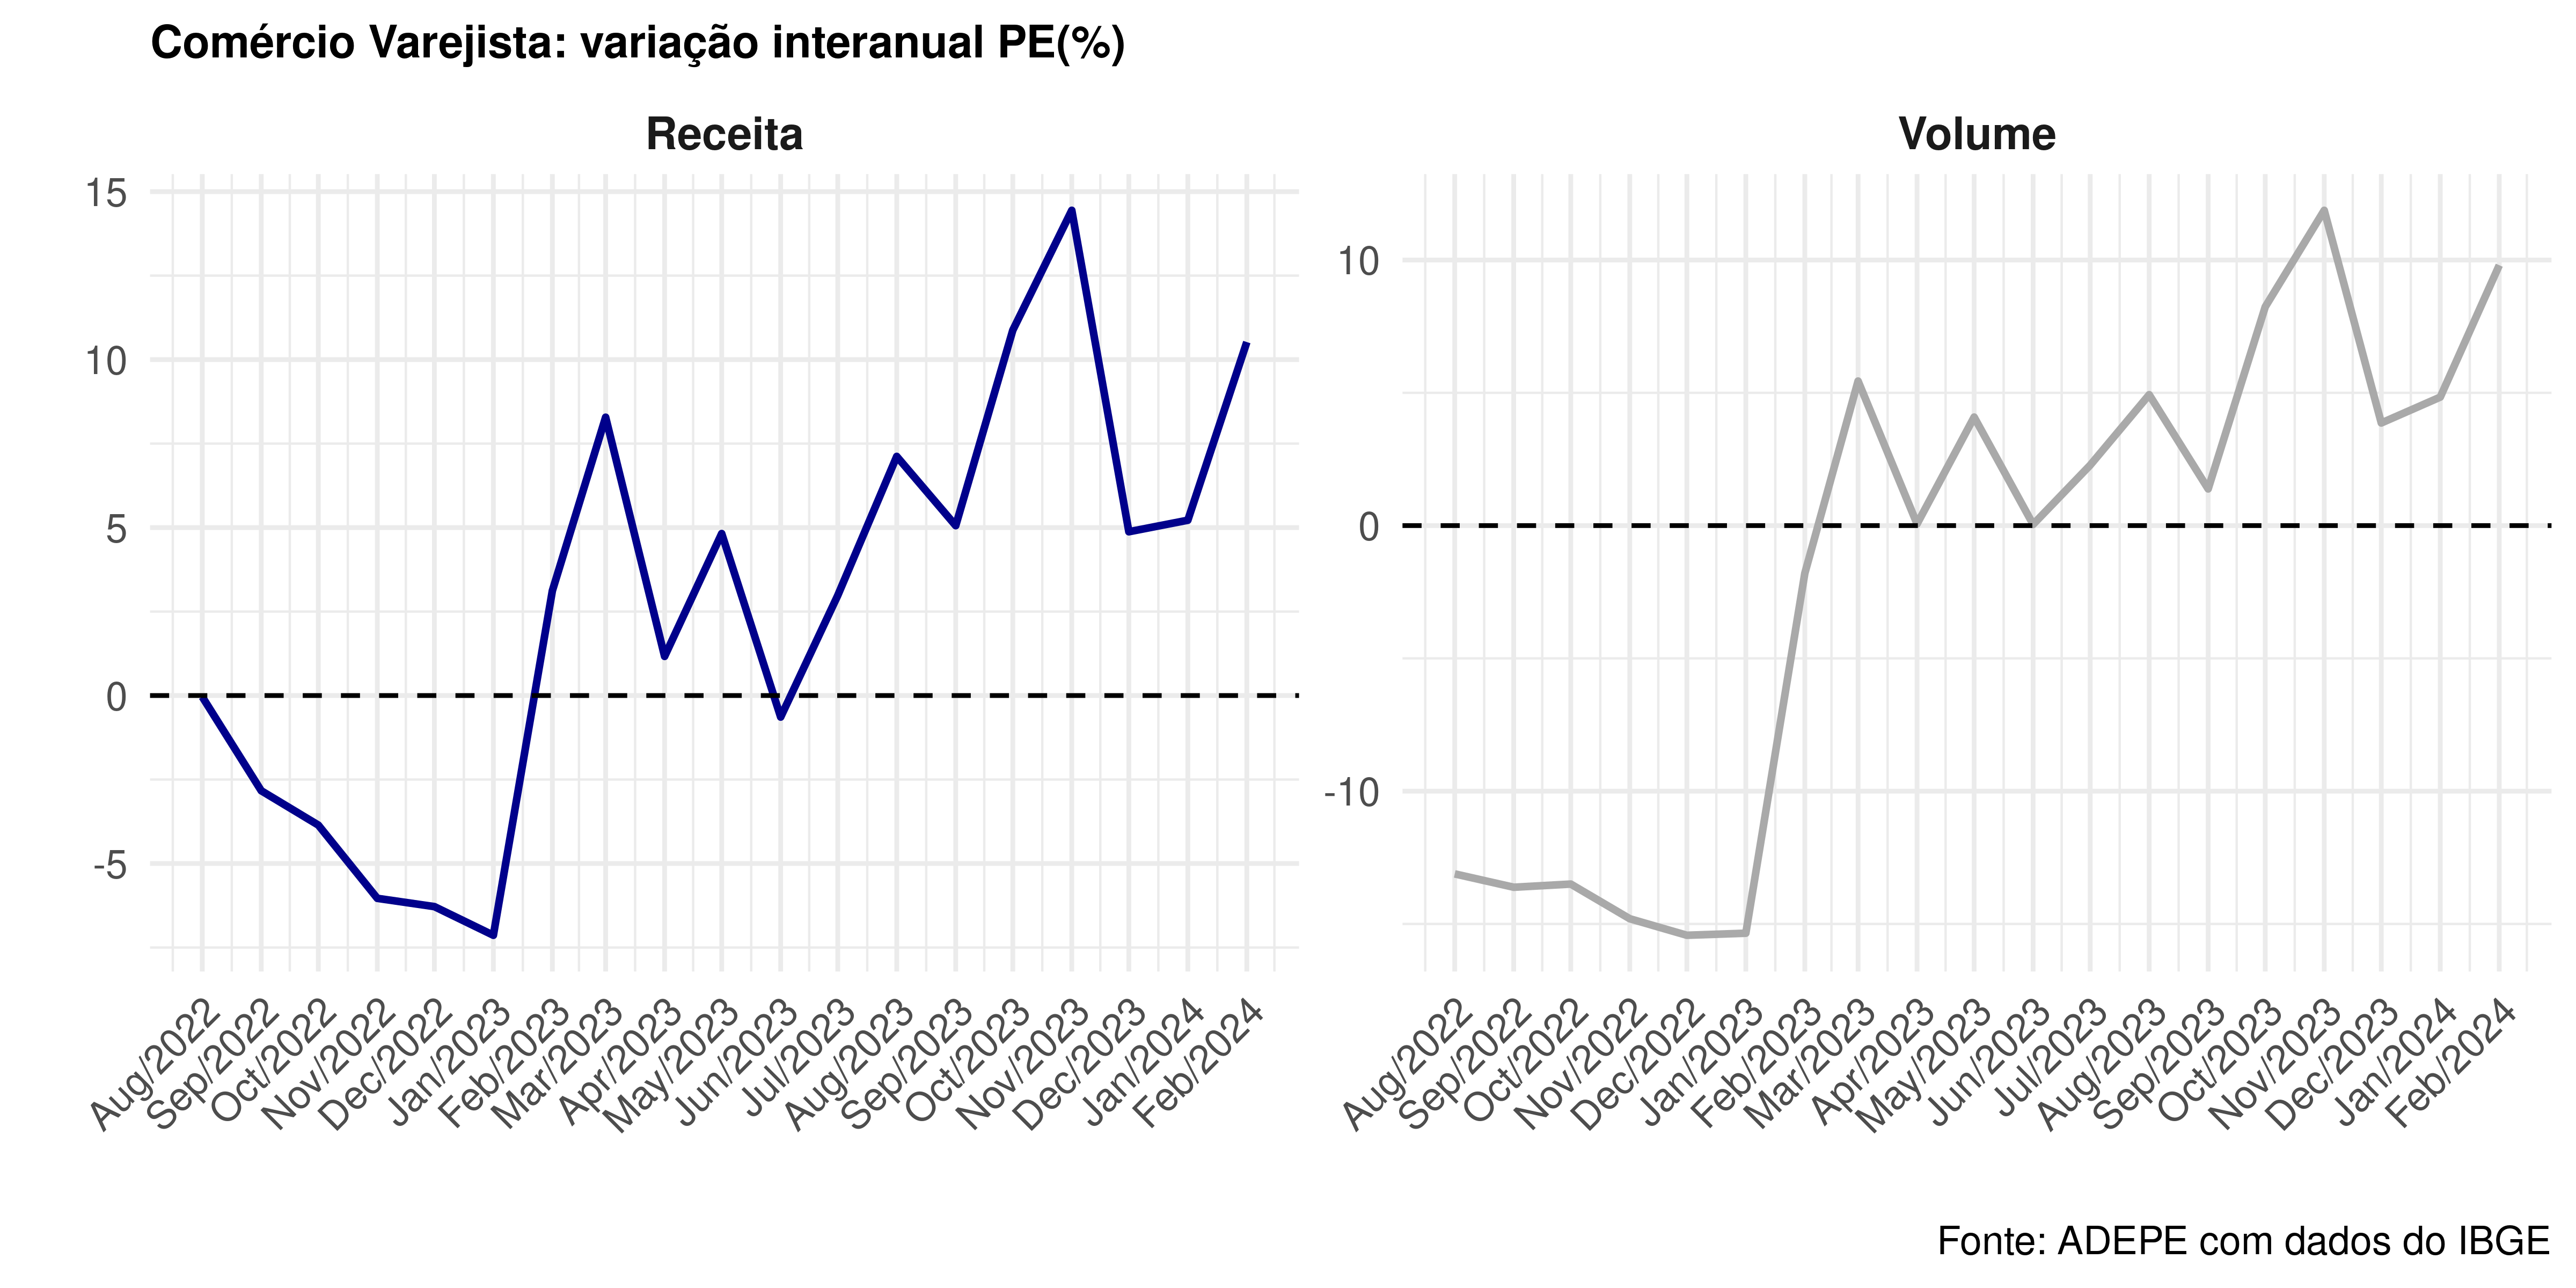 Comércio Varejista: variação interanual PE(%)
Receita
15
10
5
0
-5
Aug/2022
Sep/2022
Oct/2022
Nov/2022
Dec/2022
Jan/2023
Feb/2023
Mar/2023
Apr/2023
May/2023
Jun/2023
Jul/2023
Aug/2023
Sep/2023
Oct/2023
Nov/2023
Dec/2023
Jan/2024
Feb/2024
Volume
10
0
-10
Aug/2022
Sep/2022
Oct/2022
Nov/2022
Dec/2022
Jan/2023
Feb/2023
Mar/2023
Apr/2023
May/2023
Jun/2023
Jul/2023
Aug/2023
Sep/2023
Oct/2023
Nov/2023
Dec/2023
Jan/2024
Feb/2024
Fonte: ADEPE com dados do IBGE